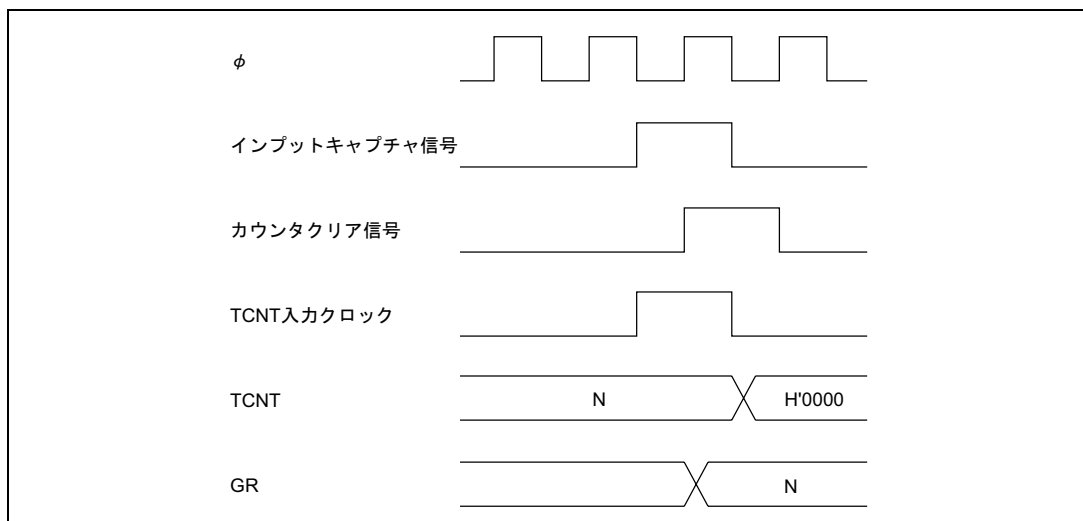 φ
インプットキャプチャ信号
カウンタクリア信号
TCNT入力クロック
TCNT N H'0000
GR N